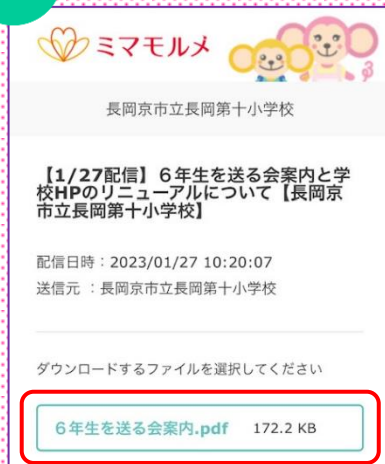 ミマモルメ
長岡京市立長岡第十小学校
【1/27配信】６年生を送る会案内と学
校HPのリニューアルについて【長岡京
市立長岡第十小学校】
配信日時：2023/01/27 10:20:07
送信元 ：長岡京市立長岡第十小学校
ダウンロードするファイルを選択してください
６年生を送る会案内.pdf 172.2 KB